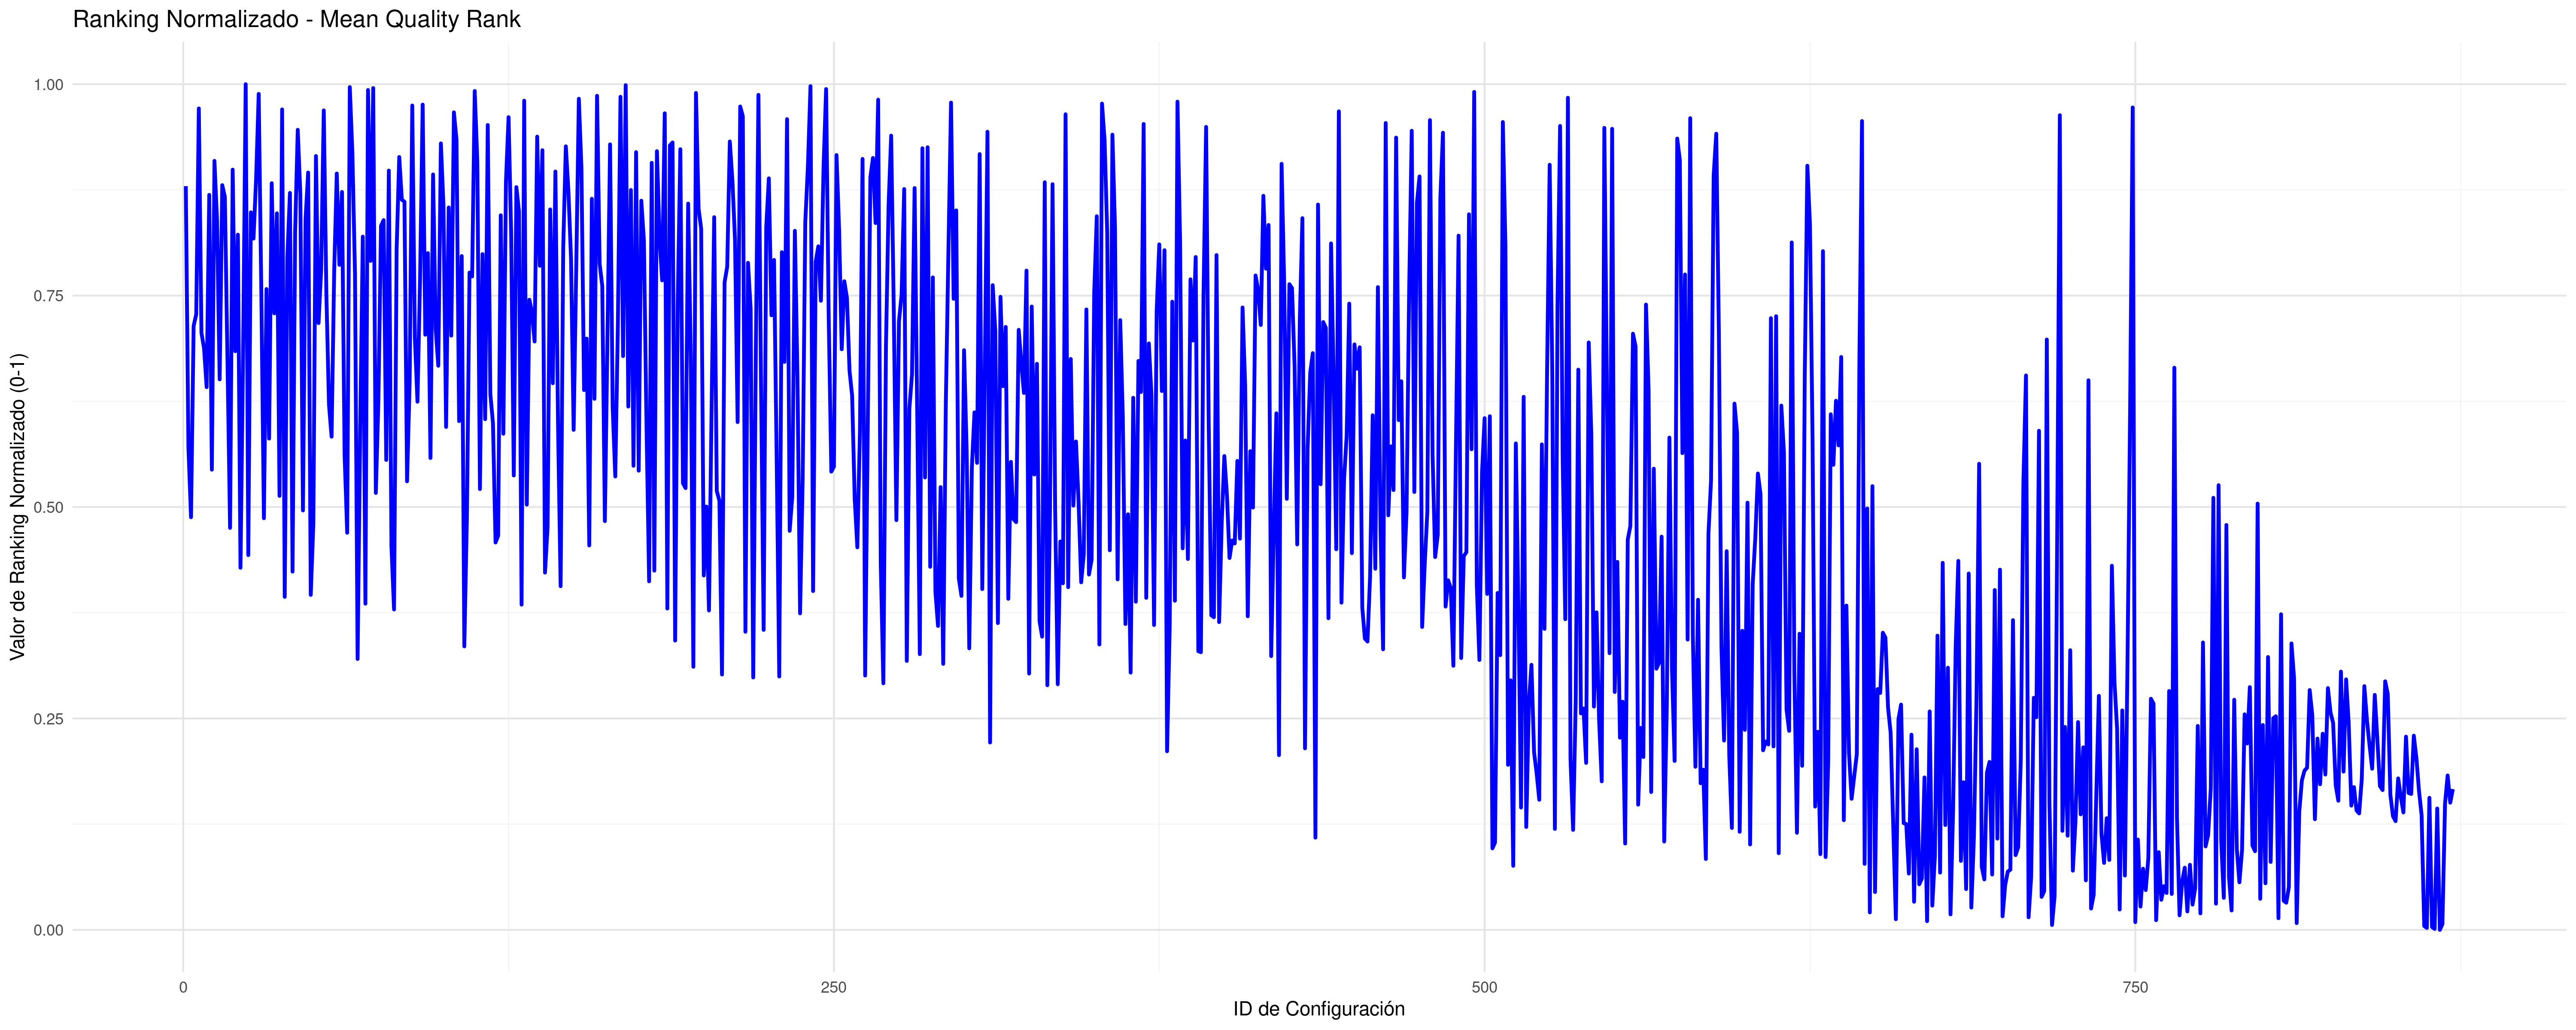 Ranking Normalizado - Mean Quality Rank
Valor de Ranking Normalizado (0-1)
1.00
0.75
0.50
0.25
0.00
0 250 500 750
ID de Configuración